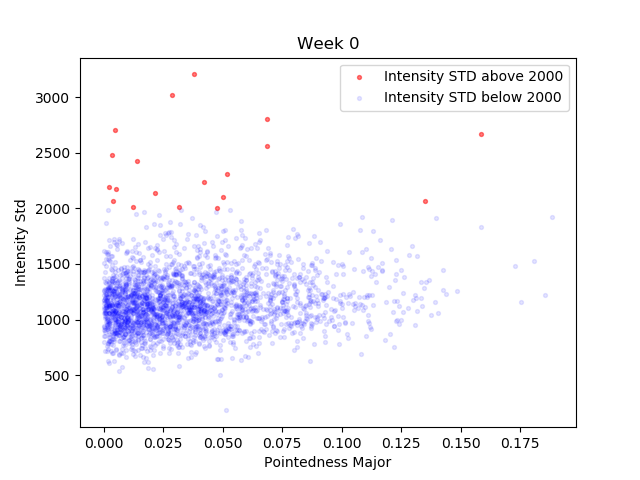 Week 0
Intensity STD above 2000
Intensity STD below 2000
3000
2500
2000
1500
1000
500
Intensity Std
0.000 0.025 0.050 0.075 0.100 0.125 0.150 0.175
Pointedness Major